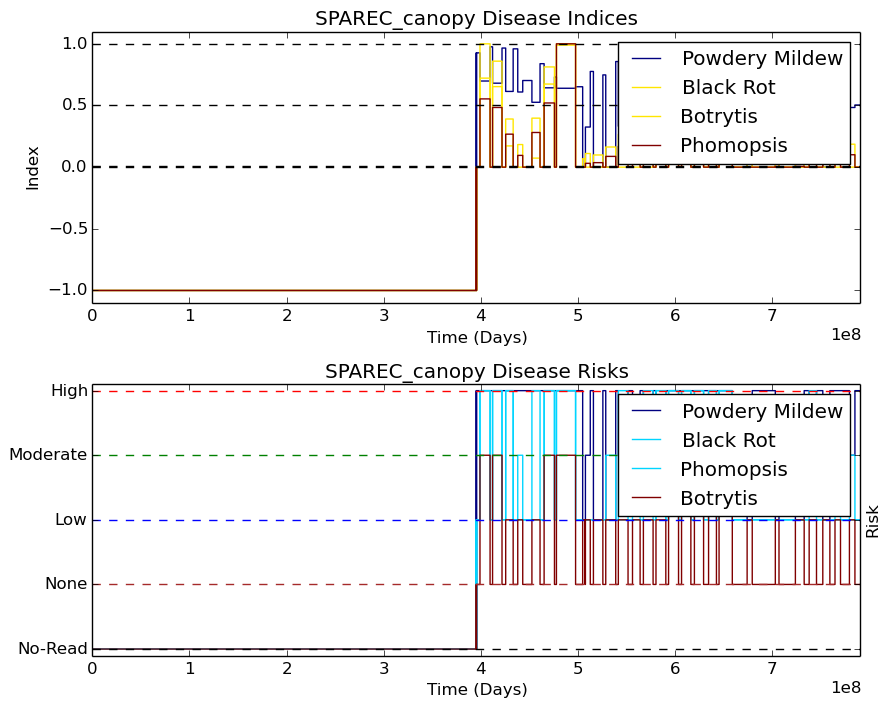 SPAREC_canopy Disease Indices
1.0
0.5
0.0
−0.5
−1.0
Index
Powdery Mildew
Black Rot
Botrytis
Phomopsis
0 1 2 3 4 5 6 7
1e8
Time (Days)
SPAREC_canopy Disease Risks
High
Moderate
Low
None
No-Read
Powdery Mildew
Black Rot
Phomopsis
Botrytis
Risk
0 1 2 3 4 5 6 7
1e8
Time (Days)